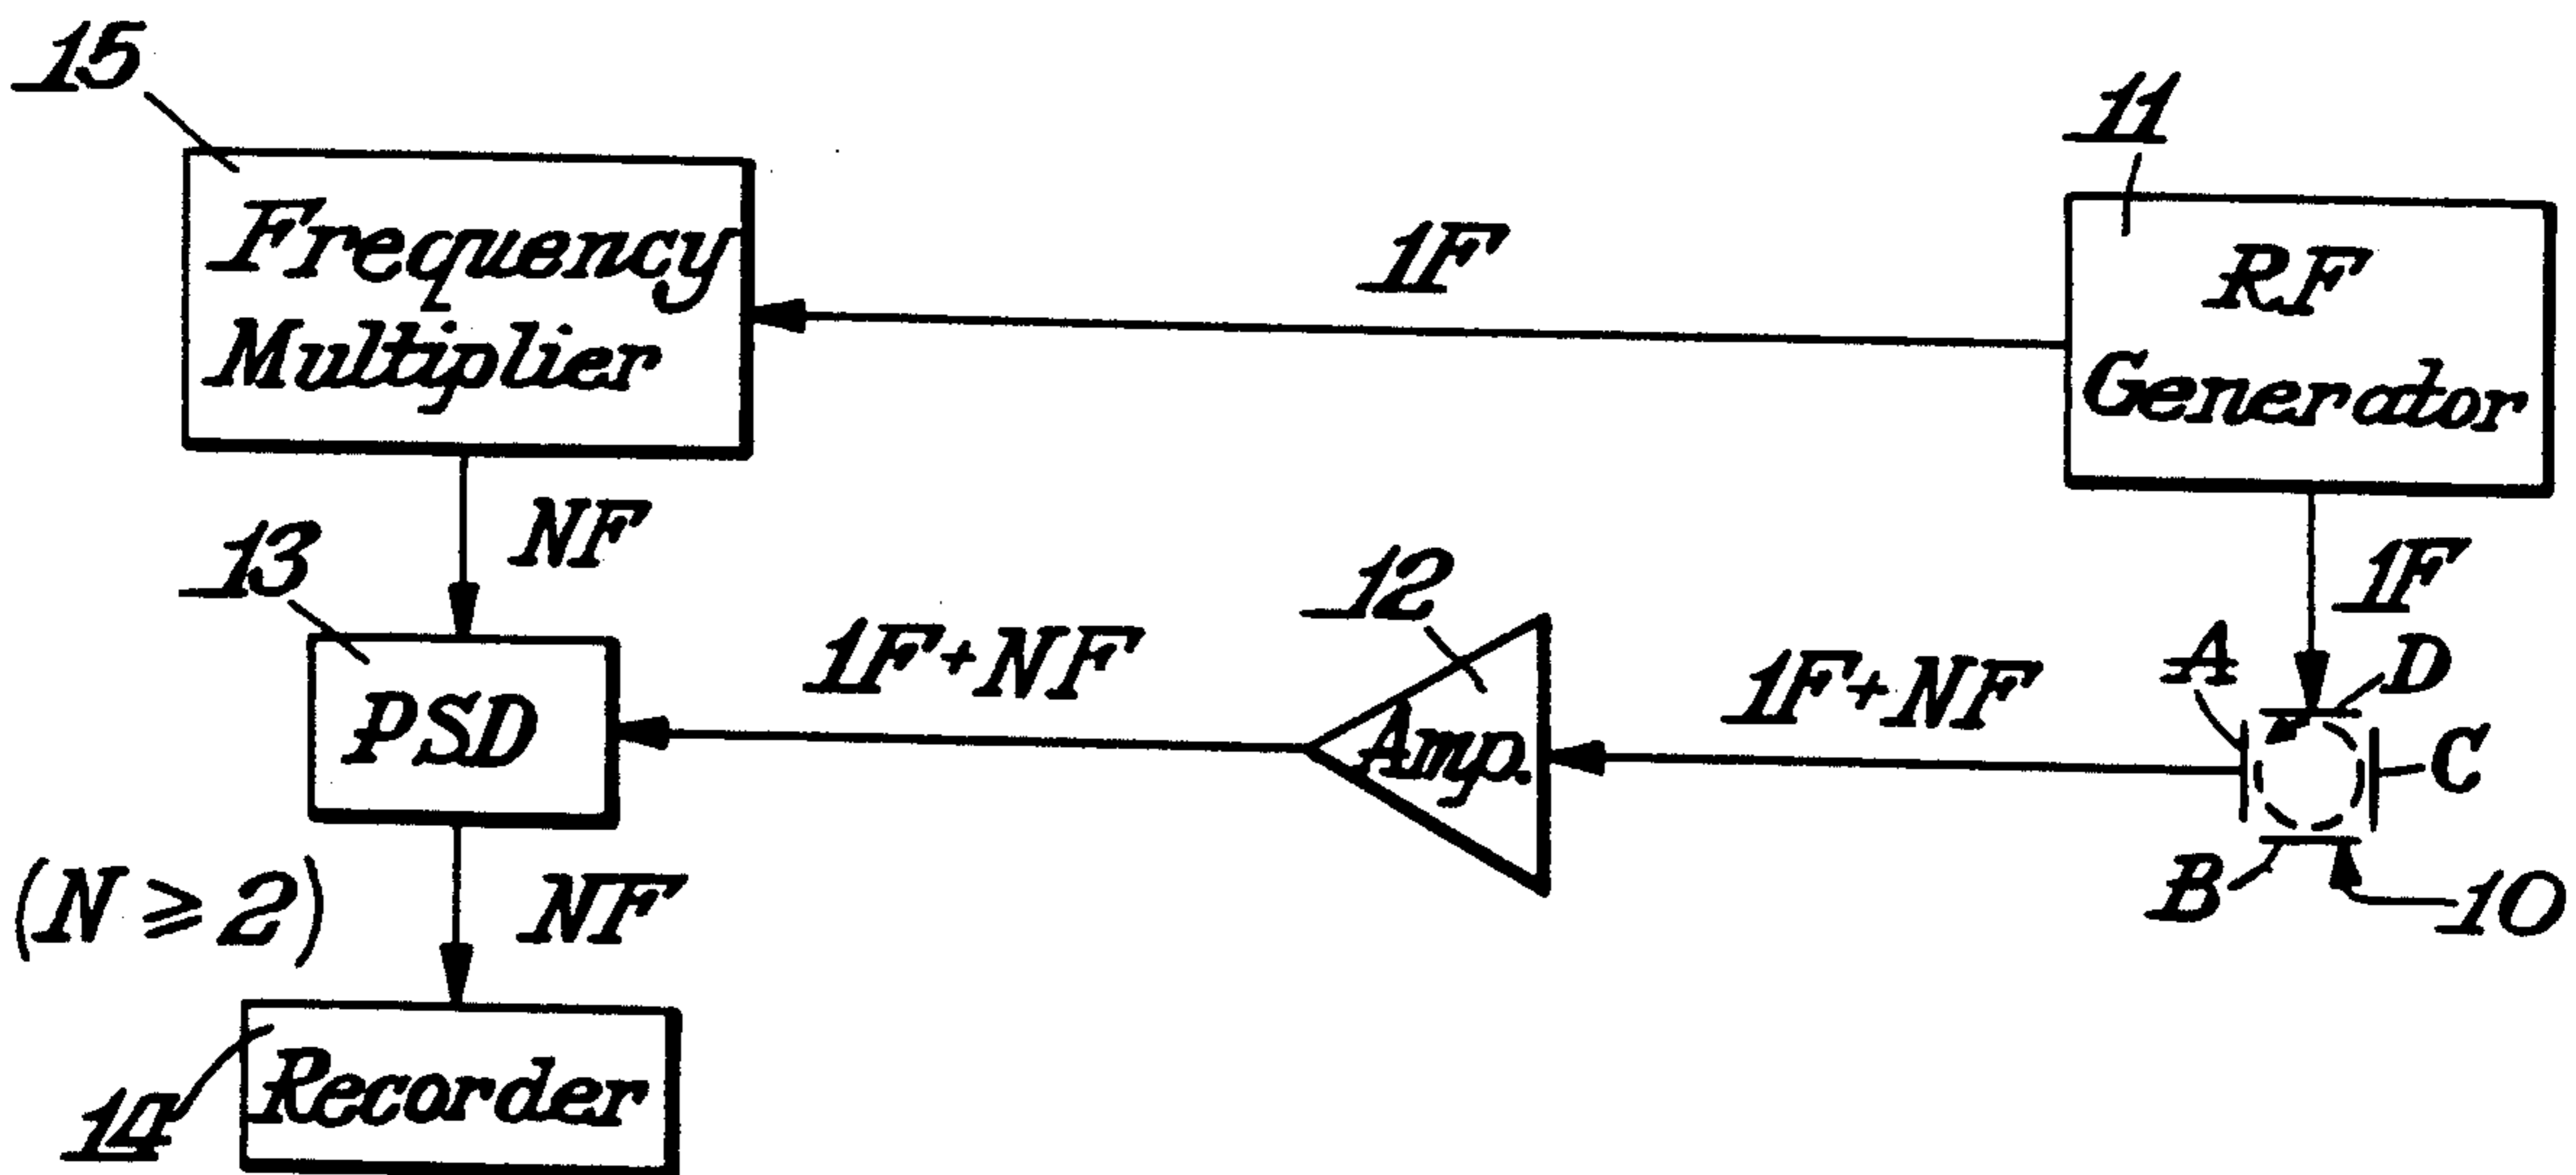 15
11
Frequency
Multiplier
1F
RF
Generator
NF
1F
13
12
1F+NF
1F+NF
A
D
PSD
Amp.
C
B
10
(N ≥ 2)
NF
Recorder
14